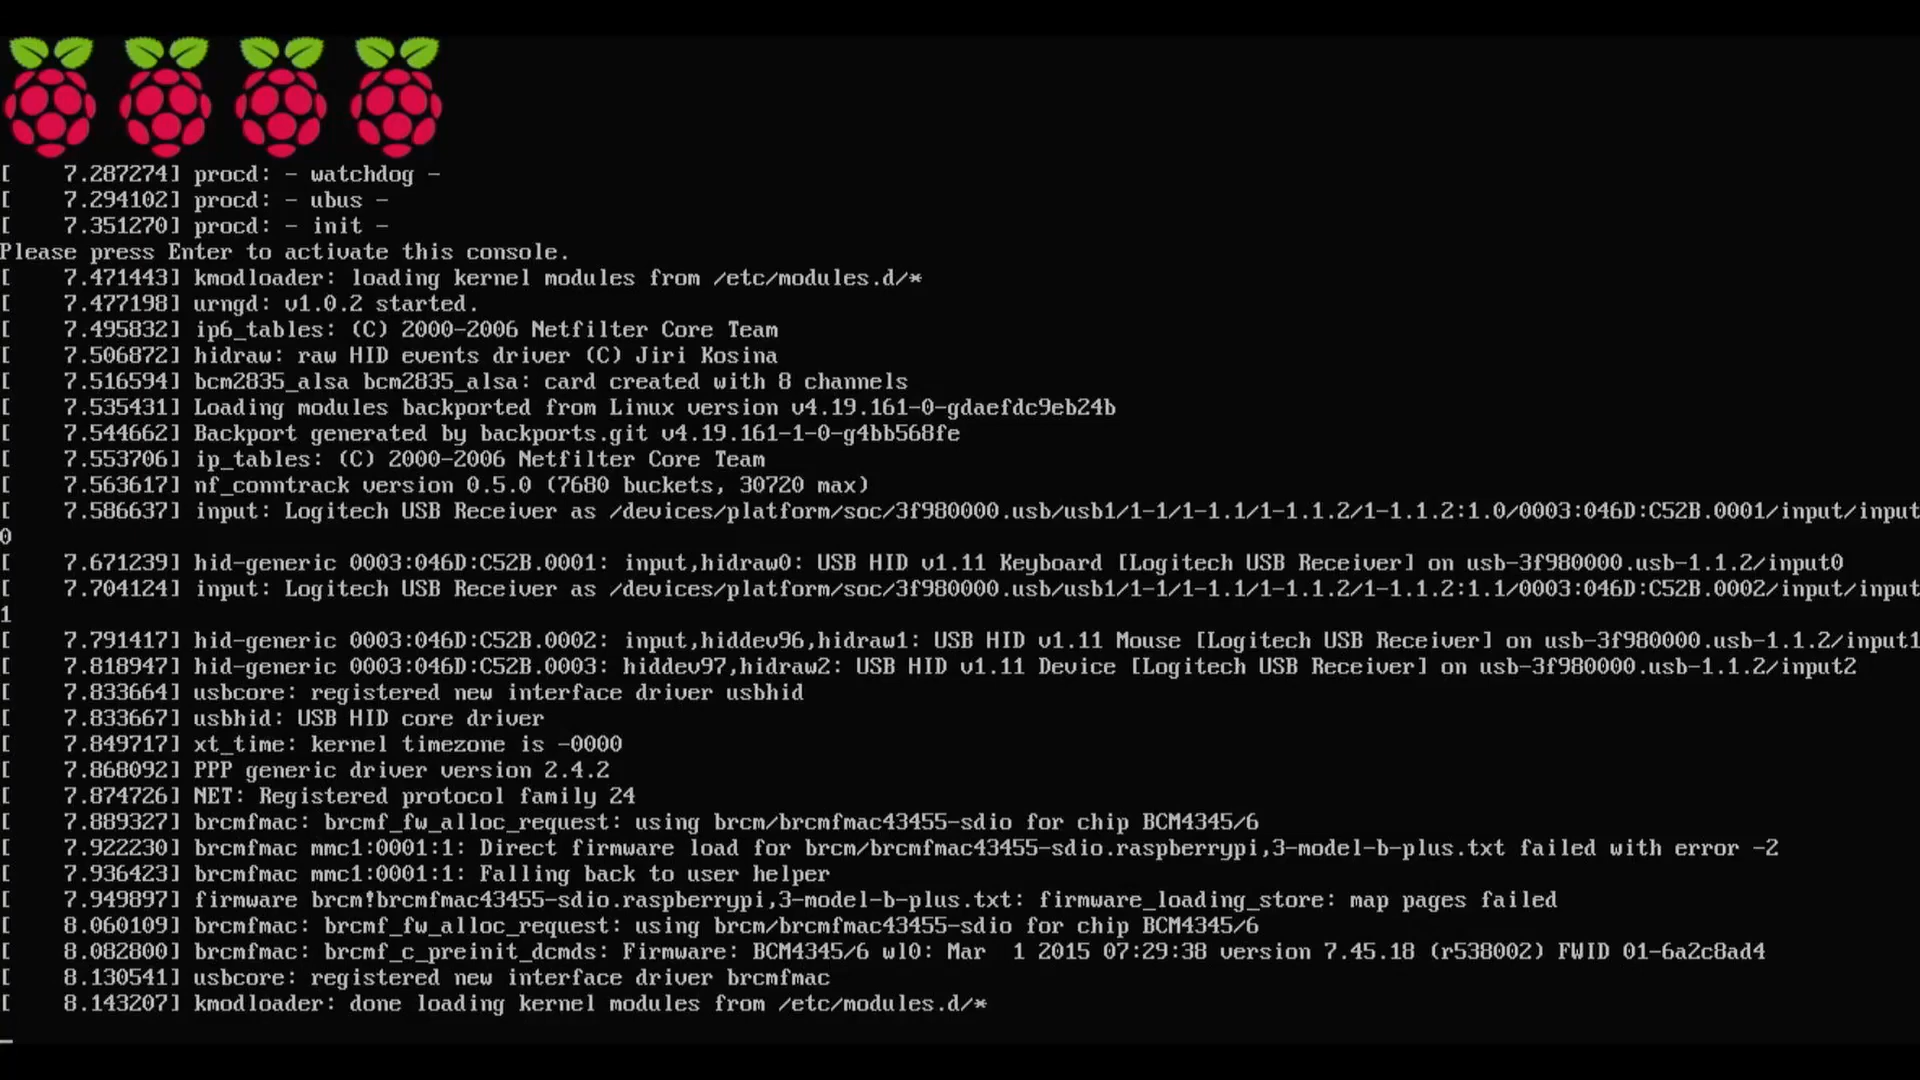 [    7.287274] procd: - watchdog -
[    7.294102] procd: - ubus -
[    7.351270] procd: - init -
Please press Enter to activate this console.
[    7.471443] kmodloader: loading kernel modules from /etc/modules.d/*
[    7.477198] urngd: v1.0.2 started.
[    7.495832] ip6_tables: (C) 2000-2006 Netfilter Core Team
[    7.506872] hidraw: raw HID events driver (C) Jiri Kosina
[    7.516594] bcm2835_alsa bcm2835_alsa: card created with 8 channels
[    7.535431] Loading modules backported from Linux version v4.19.161-0-gdaefdc9eb24b
[    7.544662] Backport generated by backports.git v4.19.161-1-0-g4bb568fe
[    7.553706] ip_tables: (C) 2000-2006 Netfilter Core Team
[    7.563617] nf_conntrack version 0.5.0 (7680 buckets, 30720 max)
[    7.586637] input: Logitech USB Receiver as /devices/platform/soc/3f980000.usb/usb1/1-1/1-1.1/1-1.1.2/1-1.1.2:1.0/0003:046D:C52B.0001/input/input
0
[    7.671239] hid-generic 0003:046D:C52B.0001: input,hidraw0: USB HID v1.11 Keyboard [Logitech USB Receiver] on usb-3f980000.usb-1.1.2/input0
[    7.704124] input: Logitech USB Receiver as /devices/platform/soc/3f980000.usb/usb1/1-1/1-1.1/1-1.1.2/1-1.1.2:1.1/0003:046D:C52B.0002/input/input
1
[    7.791417] hid-generic 0003:046D:C52B.0002: input,hiddev96,hidraw1: USB HID v1.11 Mouse [Logitech USB Receiver] on usb-3f980000.usb-1.1.2/input1
[    7.818947] hid-generic 0003:046D:C52B.0003: hiddev97,hidraw2: USB HID v1.11 Device [Logitech USB Receiver] on usb-3f980000.usb-1.1.2/input2
[    7.833664] usbcore: registered new interface driver usbhid
[    7.833667] usbhid: USB HID core driver
[    7.849717] xt_time: kernel timezone is -0000
[    7.868092] PPP generic driver version 2.4.2
[    7.874726] NET: Registered protocol family 24
[    7.889327] brcmfmac: brcmf_fw_alloc_request: using brcm/brcmfmac43455-sdio for chip BCM4345/6
[    7.922230] brcmfmac mmc1:0001:1: Direct firmware load for brcm/brcmfmac43455-sdio.raspberrypi,3-model-b-plus.txt failed with error -2
[    7.936423] brcmfmac mmc1:0001:1: Falling back to user helper
[    7.949897] firmware brcm!brcmfmac43455-sdio.raspberrypi,3-model-b-plus.txt: firmware_loading_store: map pages failed
[    8.060109] brcmfmac: brcmf_fw_alloc_request: using brcm/brcmfmac43455-sdio for chip BCM4345/6
[    8.082800] brcmfmac: brcmf_c_preinit_dcmds: Firmware: BCM4345/6 wl0: Mar  1 2015 07:29:38 version 7.45.18 (r538002) FWID 01-6a2c8ad4
[    8.130541] usbcore: registered new interface driver brcmfmac
[    8.143207] kmodloader: done loading kernel modules from /etc/modules.d/*